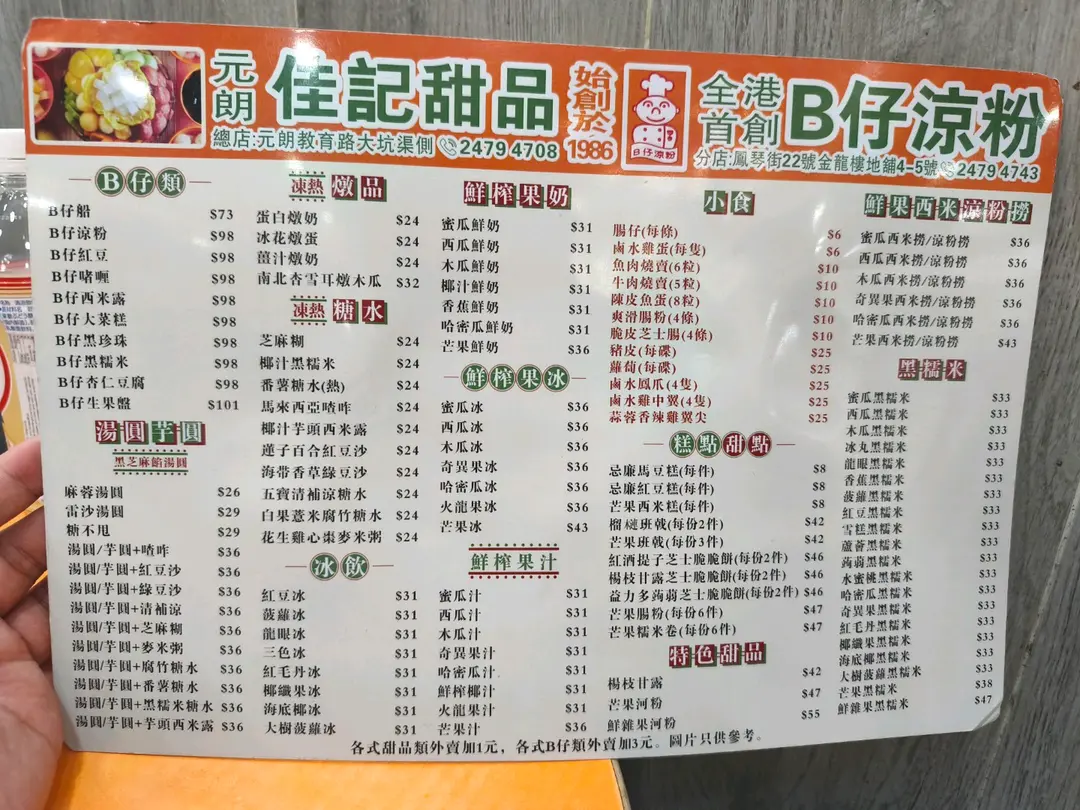 元朗 佳記甜品 始創於1986
總店:元朗教育路大坑渠側 2479 4708
B仔涼粉
全港首創 B仔涼粉
分店:鳳琴街22號金龍樓地舖4-5號 2479 4743
B仔類
B仔船 $73
B仔涼粉 $98
B仔紅豆 $98
B仔啫喱 $98
B仔西米露 $98
B仔大菜糕 $98
B仔黑珍珠 $98
B仔黑糯米 $98
B仔杏仁豆腐 $98
B仔生果盤 $101
湯圓芋圓
黑芝麻餡湯圓
麻蓉湯圓 $26
雷沙湯圓 $29
糖不甩 $29
湯圓/芋圓+喳咋 $36
湯圓/芋圓+紅豆沙 $36
湯圓/芋圓+綠豆沙 $36
湯圓/芋圓+清補涼 $36
湯圓/芋圓+芝麻糊 $36
湯圓/芋圓+麥米粥 $36
湯圓/芋圓+腐竹糖水 $36
湯圓/芋圓+番薯糖水 $36
湯圓/芋圓+黑糯米糖水 $36
湯圓/芋圓+芋頭西米露 $36
凍熱 燉品
蛋白燉奶 $24
冰花燉蛋 $24
薑汁燉奶 $24
南北杏雪耳燉木瓜 $32
凍熱 糖水
芝麻糊 $24
椰汁黑糯米 $24
番薯糖水(熱) $24
馬來西亞喳咋 $24
椰汁芋頭西米露 $24
蓮子百合紅豆沙 $24
海帶香草綠豆沙 $24
五寶清補涼糖水 $24
白果薏米腐竹糖水 $24
花生雞心棗麥米粥 $24
冰飲
紅豆冰 $31
菠蘿冰 $31
龍眼冰 $31
三色冰 $31
紅毛丹冰 $31
椰纖果冰 $31
海底椰冰 $31
大樹菠蘿冰 $31
鮮榨果奶
蜜瓜鮮奶 $31
西瓜鮮奶 $31
木瓜鮮奶 $31
椰汁鮮奶 $31
香蕉鮮奶 $31
哈密瓜鮮奶 $31
芒果鮮奶 $36
鮮榨果冰
蜜瓜冰 $36
西瓜冰 $36
木瓜冰 $36
奇異果冰 $36
哈密瓜冰 $36
火龍果冰 $36
芒果冰 $43
鮮榨果汁
蜜瓜汁 $31
西瓜汁 $31
木瓜汁 $31
奇異果汁 $31
哈密瓜汁 $31
鮮榨椰汁 $31
火龍果汁 $31
芒果汁 $36
小食
腸仔(每條) $6
鹵水雞蛋(每隻) $6
魚肉燒賣(6粒) $10
牛肉燒賣(5粒) $10
陳皮魚蛋(8粒) $10
爽滑腸粉(4條) $10
脆皮芝士腸(4條) $10
豬皮(每碟) $25
蘿蔔(每碟) $25
鹵水鳳爪(4隻) $25
鹵水雞中翼(4隻) $25
蒜蓉香辣雞翼尖 $25
糕點甜點
忌廉馬豆糕(每件) $8
忌廉紅豆糕(每件) $8
芒果西米糕(每件) $8
榴槤班戟(每份2件) $42
芒果班戟(每份3件) $42
紅酒提子芝士脆脆餅(每份2件) $46
楊枝甘露芝士脆脆餅(每份2件) $46
益力多蒟蒻芝士脆脆餅(每份2件) $46
芒果腸粉(每份6件) $47
芒果糯米卷(每份6件) $47
特色甜品
楊枝甘露 $42
芒果河粉 $47
鮮雜果河粉 $55
鮮果西米涼粉撈
蜜瓜西米撈/涼粉撈 $36
西瓜西米撈/涼粉撈 $36
木瓜西米撈/涼粉撈 $36
奇異果西米撈/涼粉撈 $36
哈密瓜西米撈/涼粉撈 $36
芒果西米撈/涼粉撈 $43
黑糯米
蜜瓜黑糯米 $33
西瓜黑糯米 $33
木瓜黑糯米 $33
冰丸黑糯米 $33
龍眼黑糯米 $33
香蕉黑糯米 $33
菠蘿黑糯米 $33
紅豆黑糯米 $33
雪糕黑糯米 $33
蘆薈黑糯米 $33
蒟蒻黑糯米 $33
水蜜桃黑糯米 $33
哈密瓜黑糯米 $33
奇異果黑糯米 $33
紅毛丹黑糯米 $33
椰纖果黑糯米 $33
海底椰黑糯米 $33
大樹菠蘿黑糯米 $33
芒果黑糯米 $38
鮮雜果黑糯米 $47
各式甜品類外賣加1元，各式B仔類外賣加3元。圖片只供參考。